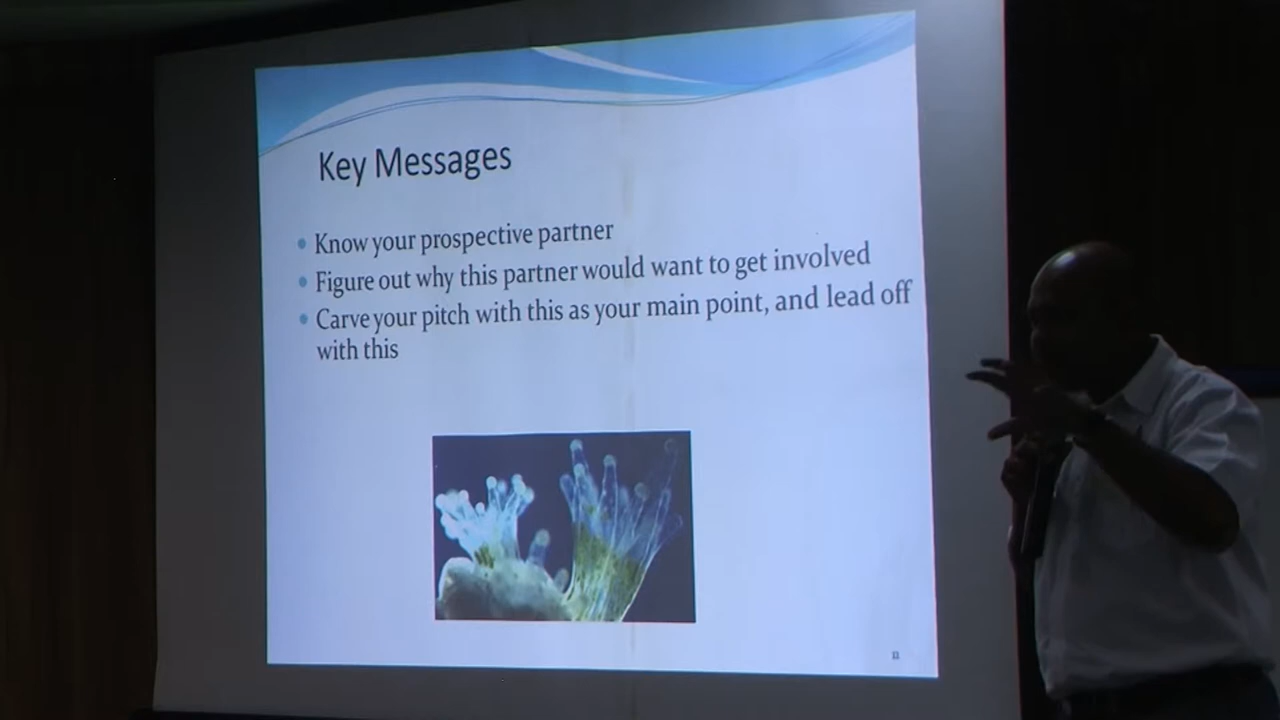 Key Messages
Know your prospective partner
Figure out why this partner would want to get involved
Carve your pitch with this as your main point, and lead off
with this